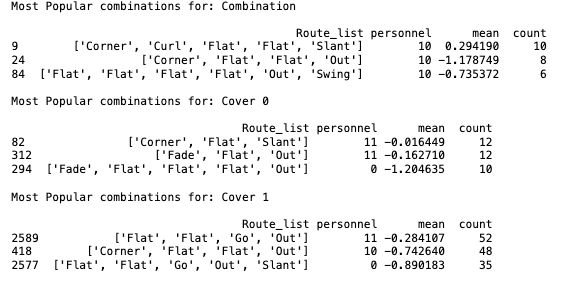 Most Popular combinations for: Combination
Route_list personnel mean count
9 ['Corner', 'Curl', 'Flat', 'Flat', 'Slant'] 10 0.294190 10
24 ['Corner', 'Flat', 'Flat', 'Out'] 10 -1.178749 8
84 ['Flat', 'Flat', 'Flat', 'Flat', 'Out', 'Swing'] 10 -0.735372 6
Most Popular combinations for: Cover 0
Route_list personnel mean count
82 ['Corner', 'Flat', 'Slant'] 11 -0.016449 12
312 ['Fade', 'Flat', 'Out'] 11 -0.162710 12
294 ['Fade', 'Flat', 'Flat', 'Flat', 'Out'] 0 -1.204635 10
Most Popular combinations for: Cover 1
Route_list personnel mean count
2589 ['Flat', 'Flat', 'Go', 'Out'] 11 -0.284107 52
418 ['Corner', 'Flat', 'Flat', 'Out'] 10 -0.742640 48
2577 ['Flat', 'Flat', 'Go', 'Out', 'Slant'] 0 -0.890183 35